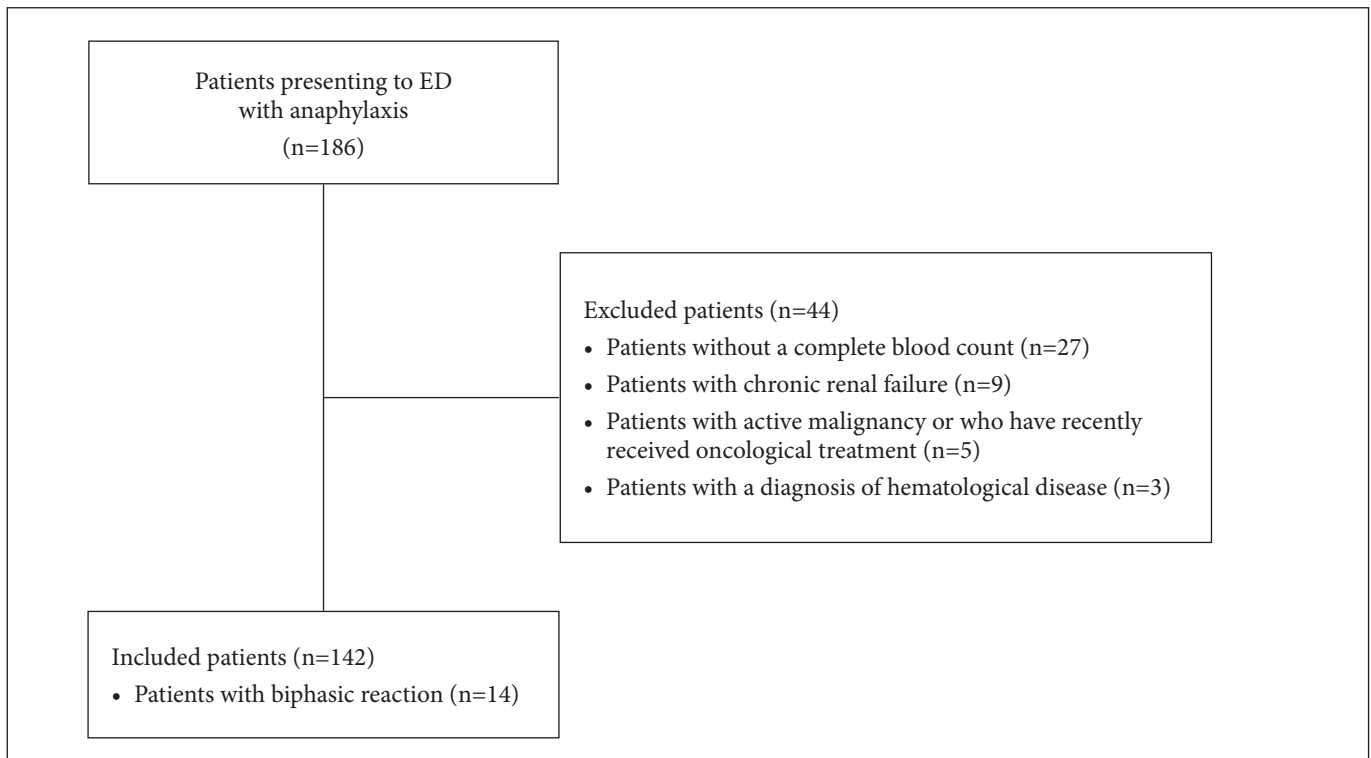 Patients presenting to ED
with anaphylaxis
(n=186)
Excluded patients (n=44)
• Patients without a complete blood count (n=27)
• Patients with chronic renal failure (n=9)
• Patients with active malignancy or who have recently
received oncological treatment (n=5)
• Patients with a diagnosis of hematological disease (n=3)
Included patients (n=142)
• Patients with biphasic reaction (n=14)